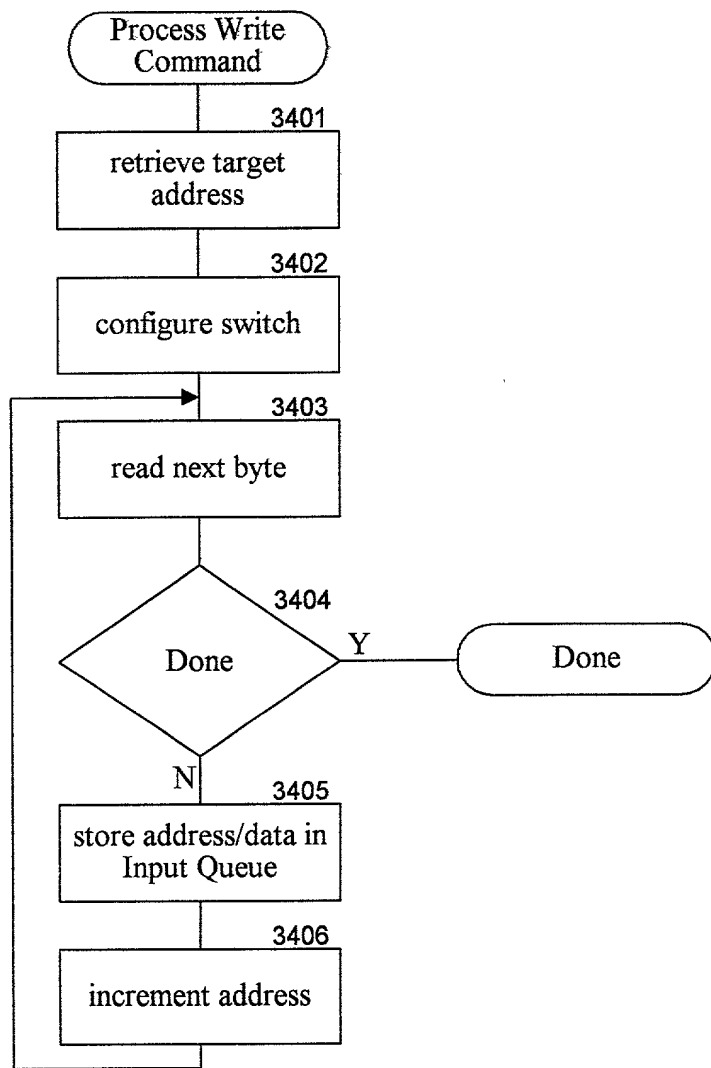 Process Write
Command
3401
retrieve target
address
3402
configure switch
3403
read next byte
3404
Done
Y
Done
N
3405
store address/data in
Input Queue
3406
increment address